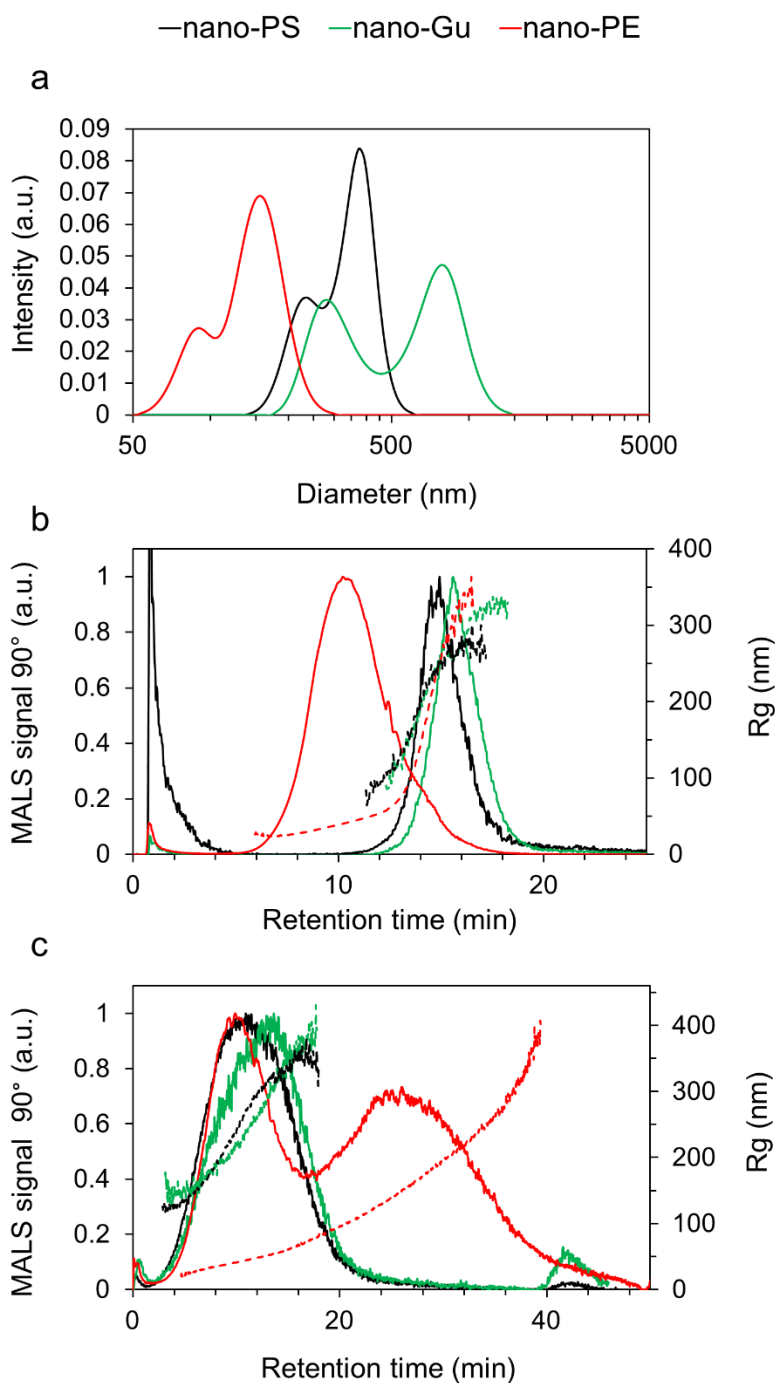 nano-PS nano-Gu nano-PE
a
0.09
0.08
0.07
0.06
0.05
0.04
0.03
0.02
0.01
0
Intensity (a.u.)
50 500 5000
Diameter (nm)
b
1
0.8
0.6
0.4
0.2
0
MALS signal 90° (a.u.)
400
300
200
100
0
Rg (nm)
0 10 20
Retention time (min)
c
1
0.8
0.6
0.4
0.2
0
MALS signal 90° (a.u.)
400
300
200
100
0
Rg (nm)
0 20 40
Retention time (min)